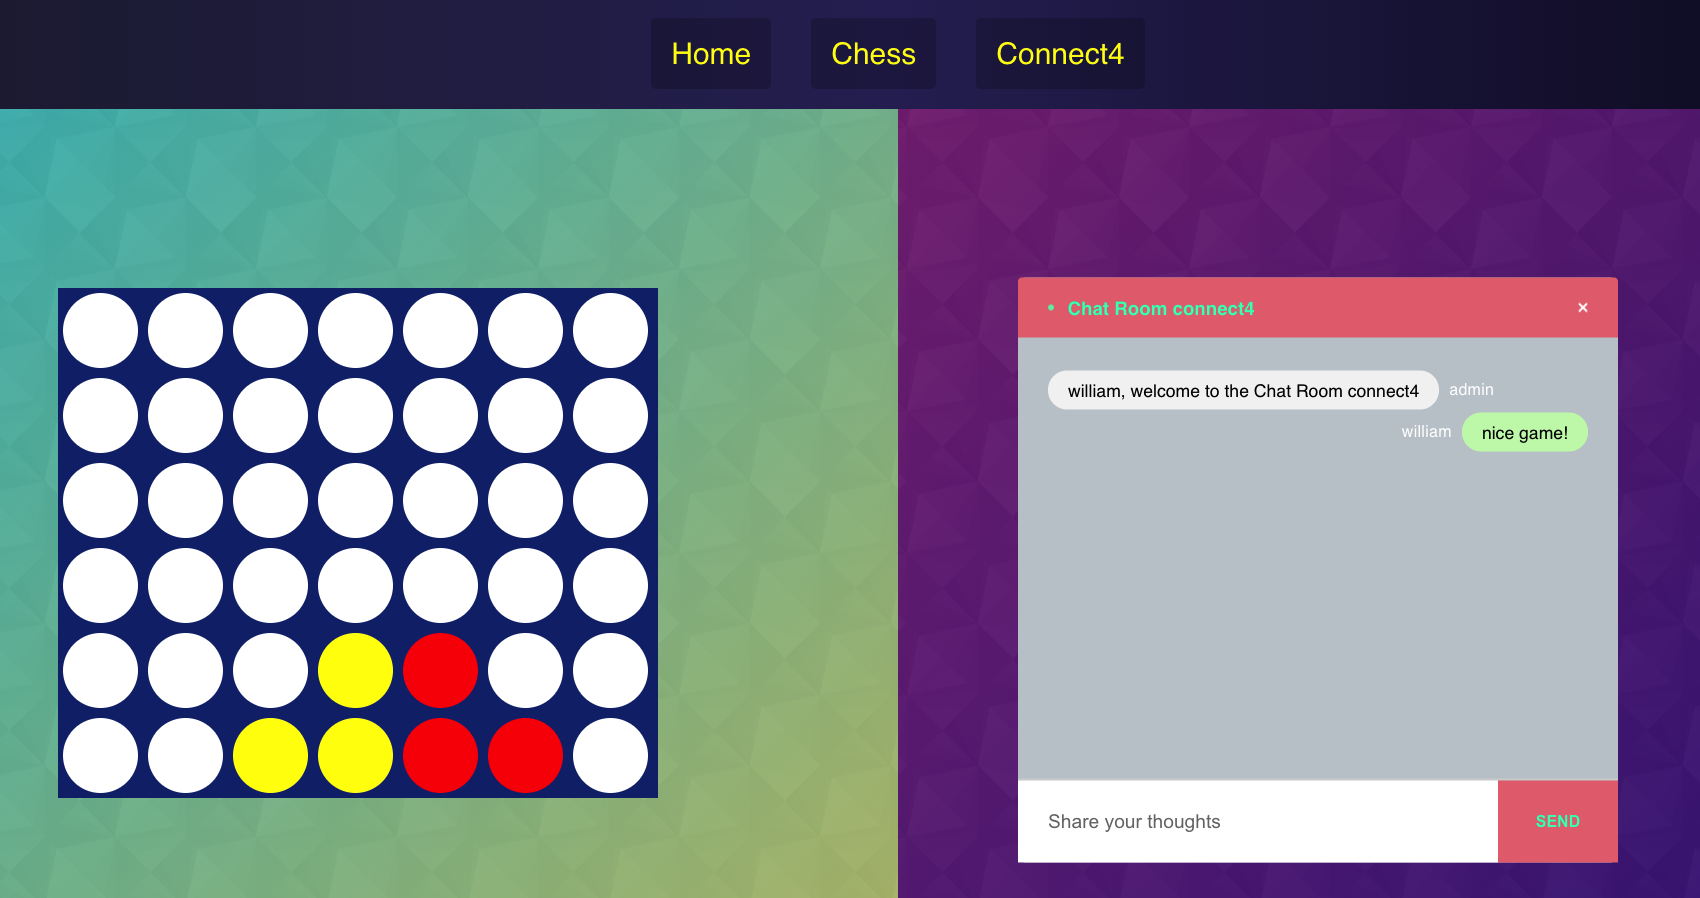 Home Chess Connect4
• Chat Room connect4 ×
william, welcome to the Chat Room connect4 admin
william nice game!
Share your thoughts SEND